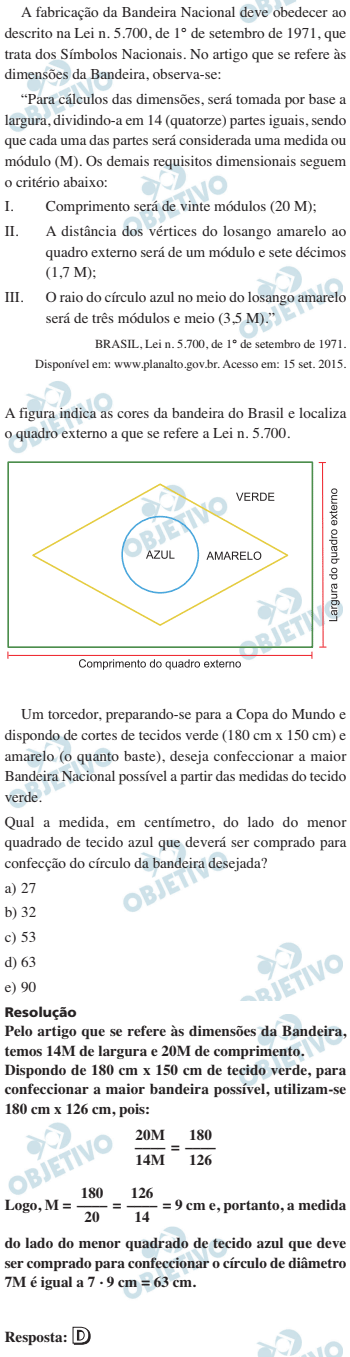 A fabricação da Bandeira Nacional deve obedecer ao
descrito na Lei n. 5.700, de 1° de setembro de 1971, que
trata dos Símbolos Nacionais. No artigo que se refere às
dimensões da Bandeira, observa-se:
“Para cálculos das dimensões, será tomada por base a
largura, dividindo-a em 14 (quatorze) partes iguais, sendo
que cada uma das partes será considerada uma medida ou
módulo (M). Os demais requisitos dimensionais seguem
o critério abaixo:
I. Comprimento será de vinte módulos (20 M);
II. A distância dos vértices do losango amarelo ao
quadro externo será de um módulo e sete décimos
(1,7 M);
III. O raio do círculo azul no meio do losango amarelo
será de três módulos e meio (3,5 M).”
BRASIL, Lei n. 5.700, de 1° de setembro de 1971.
Disponível em: www.planalto.gov.br. Acesso em: 15 set. 2015.
A figura indica as cores da bandeira do Brasil e localiza
o quadro externo a que se refere a Lei n. 5.700.
VERDE
AZUL
AMARELO
Largura do quadro externo
Comprimento do quadro externo
Um torcedor, preparando-se para a Copa do Mundo e
dispondo de cortes de tecidos verde (180 cm x 150 cm) e
amarelo (o quanto baste), deseja confeccionar a maior
Bandeira Nacional possível a partir das medidas do tecido
verde.
Qual a medida, em centímetro, do lado do menor
quadrado de tecido azul que deverá ser comprado para
confecção do círculo da bandeira desejada?
a) 27
b) 32
c) 53
d) 63
e) 90
Resolução
Pelo artigo que se refere às dimensões da Bandeira,
temos 14M de largura e 20M de comprimento.
Dispondo de 180 cm x 150 cm de tecido verde, para
confeccionar a maior bandeira possível, utilizam-se
180 cm x 126 cm, pois:
20M/14M = 180/126
Logo, M = 180/20 = 126/14 = 9 cm e, portanto, a medida
do lado do menor quadrado de tecido azul que deve
ser comprado para confeccionar o círculo de diâmetro
7M é igual a 7 · 9 cm = 63 cm.
Resposta: D
OBJETIVO
OBJETIVO
OBJETIVO
OBJETIVO
OBJETIVO
OBJETIVO
OBJETIVO
OBJETIVO
OBJETIVO
OBJETIVO
OBJETIVO
OBJETIVO
OBJETIVO